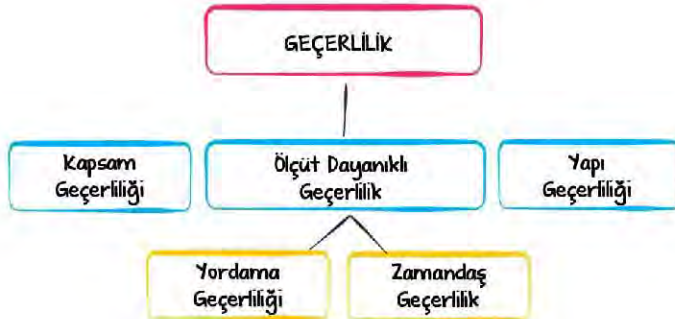 GEÇERLİLİK
Kapsam
Geçerliliği
Ölçüt Dayanıklı
Geçerlilik
Yapı
Geçerliliği
Yordama
Geçerliliği
Zamandaş
Geçerlilik